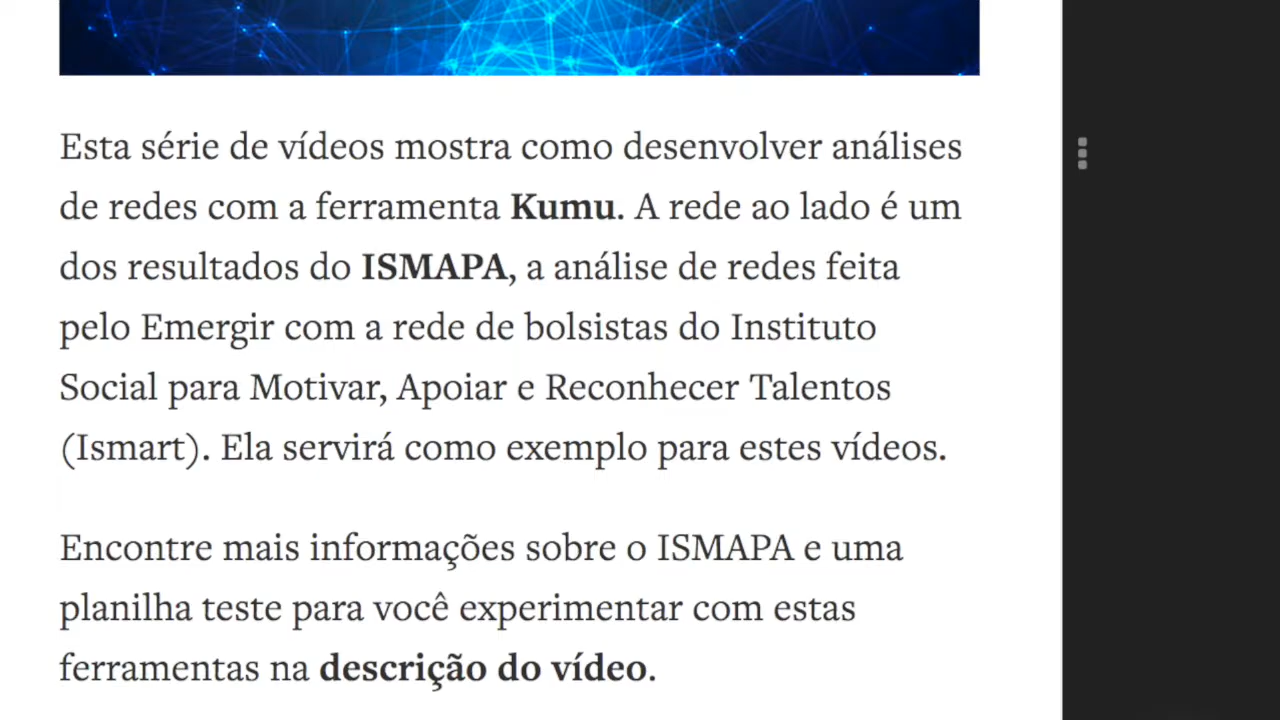 Esta série de vídeos mostra como desenvolver análises
de redes com a ferramenta Kumu. A rede ao lado é um
dos resultados do ISMAPA, a análise de redes feita
pelo Emergir com a rede de bolsistas do Instituto
Social para Motivar, Apoiar e Reconhecer Talentos
(Ismart). Ela servirá como exemplo para estes vídeos.
Encontre mais informações sobre o ISMAPA e uma
planilha teste para você experimentar com estas
ferramentas na descrição do vídeo.